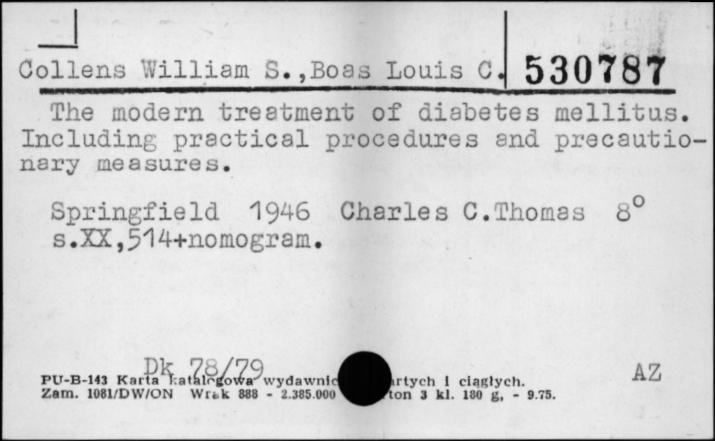 Collens William S.,Boas Louis C. 530787
The modern treatment of diabetes mellitus.
Including practical procedures and precautio-
nary measures.
Springfield 1946 Charles C.Thomas 8°
s.XX,514+nomogram.
Dk 78/79
AZ
PU-B-143 Karta katalogowa wydawnic rtych i ciągłych.
Zam. 1081/DW/ON 888 - 2.385.000 ton 3 kl. 180 g, - 9.75.